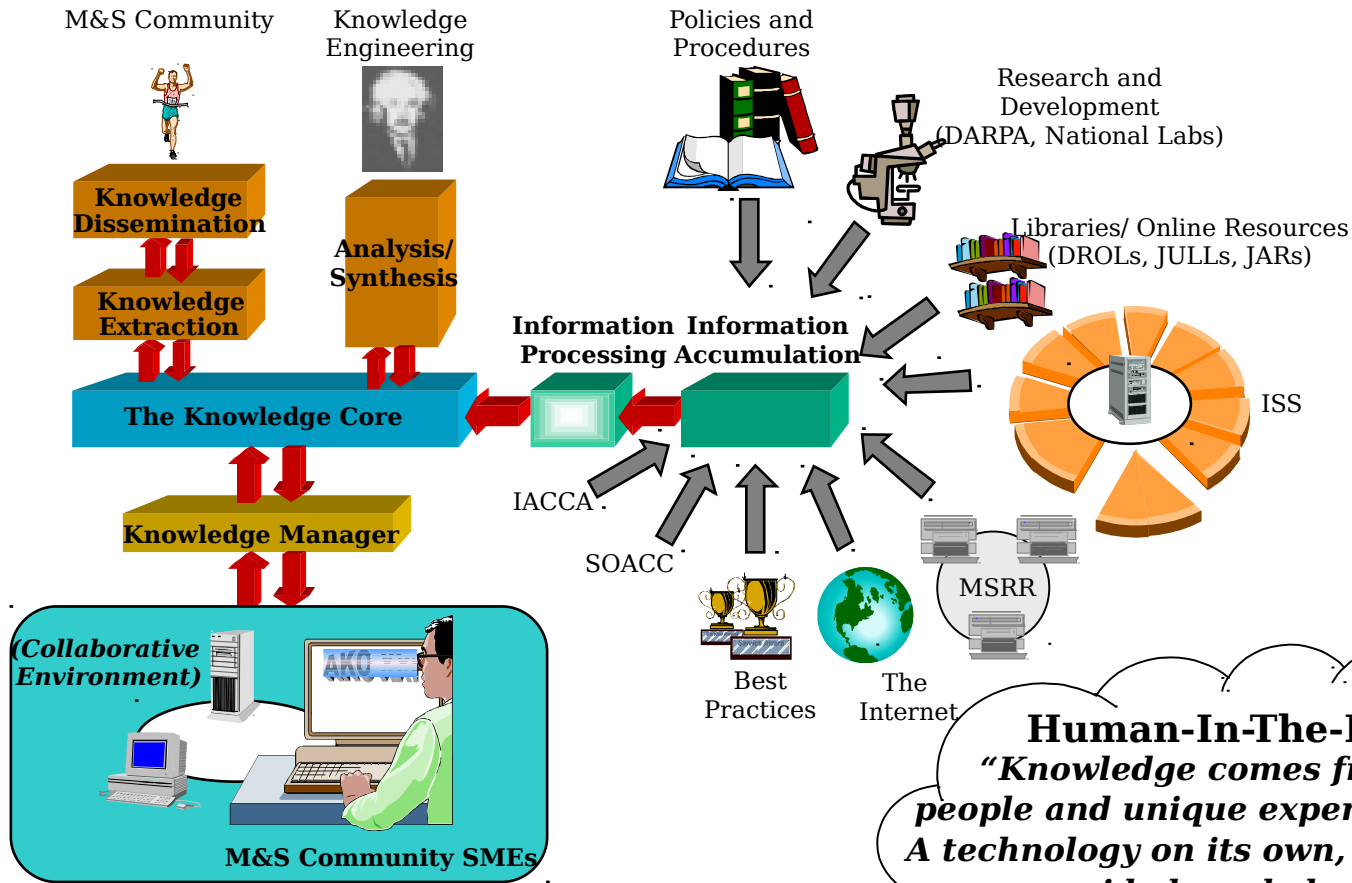 M&S Community
Knowledge
Engineering
Policies and
Procedures
Research and
Development
(DARPA, National Labs)
Libraries/ Online Resources
(DROLs, JULLs, JARs)
Knowledge
Dissemination
Analysis/
Synthesis
Knowledge
Extraction
Information
Processing
Information
Accumulation
The Knowledge Core
ISS
IACCA
Knowledge Manager
SOACC
MSRR
(Collaborative
Environment)
AKO
Best
Practices
The
Internet
M&S Community SMEs
Human-In-The-
“Knowledge comes
people and unique
A technology on its own,